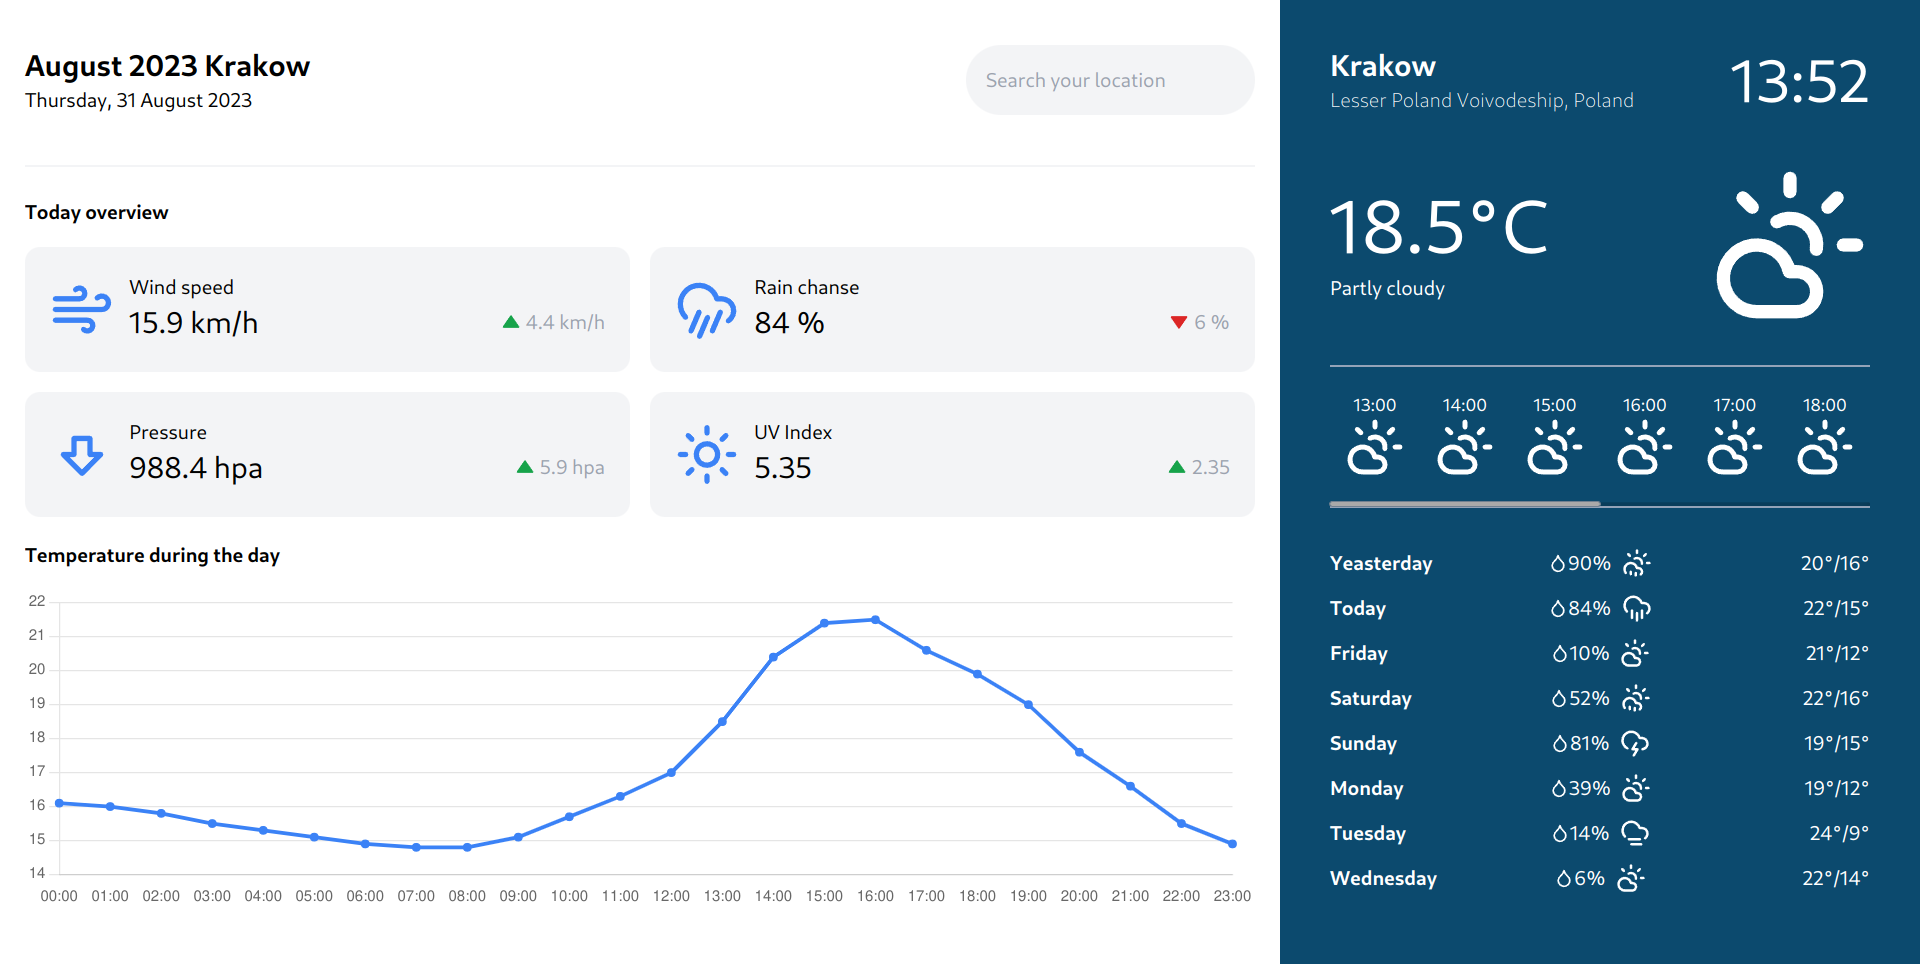 August 2023 Krakow
Thursday, 31 August 2023
Search your location
Today overview
Wind speed
15.9 km/h
4.4 km/h
Rain chanse
84 %
6 %
Pressure
988.4 hpa
5.9 hpa
UV Index
5.35
2.35
Temperature during the day
22
21
20
19
18
17
16
15
14
00:00 01:00 02:00 03:00 04:00 05:00 06:00 07:00 08:00 09:00 10:00 11:00 12:00 13:00 14:00 15:00 16:00 17:00 18:00 19:00 20:00 21:00 22:00 23:00
Krakow
Lesser Poland Voivodeship, Poland
13:52
18.5°C
Partly cloudy
13:00 14:00 15:00 16:00 17:00 18:00
Yeasterday 90% 20°/16°
Today 84% 22°/15°
Friday 10% 21°/12°
Saturday 52% 22°/16°
Sunday 81% 19°/15°
Monday 39% 19°/12°
Tuesday 14% 24°/9°
Wednesday 6% 22°/14°